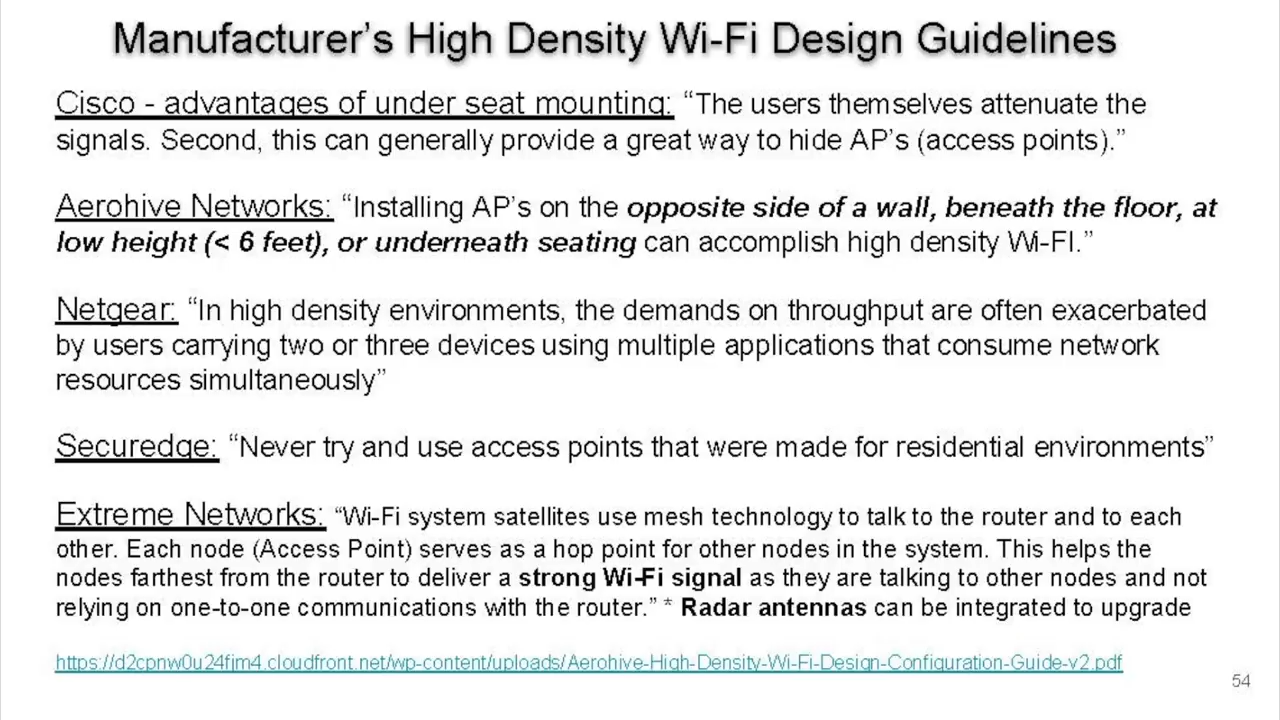 Manufacturer's High Density Wi-Fi Design Guidelines
Cisco - advantages of under seat mounting: “The users themselves attenuate the
signals. Second, this can generally provide a great way to hide AP's (access points).”
Aerohive Networks: “Installing AP's on the opposite side of a wall, beneath the floor, at
low height (< 6 feet), or underneath seating can accomplish high density Wi-FI.”
Netgear: “In high density environments, the demands on throughput are often exacerbated
by users carrying two or three devices using multiple applications that consume network
resources simultaneously”
Securedge: “Never try and use access points that were made for residential environments”
Extreme Networks: “Wi-Fi system satellites use mesh technology to talk to the router and to each
other. Each node (Access Point) serves as a hop point for other nodes in the system. This helps the
nodes farthest from the router to deliver a strong Wi-Fi signal as they are talking to other nodes and not
relying on one-to-one communications with the router.” * Radar antennas can be integrated to upgrade
https://d2cpnw0u24fjm4.cloudfront.net/wp-content/uploads/Aerohive-High-Density-Wi-Fi-Design-Configuration-Guide-v2.pdf
54